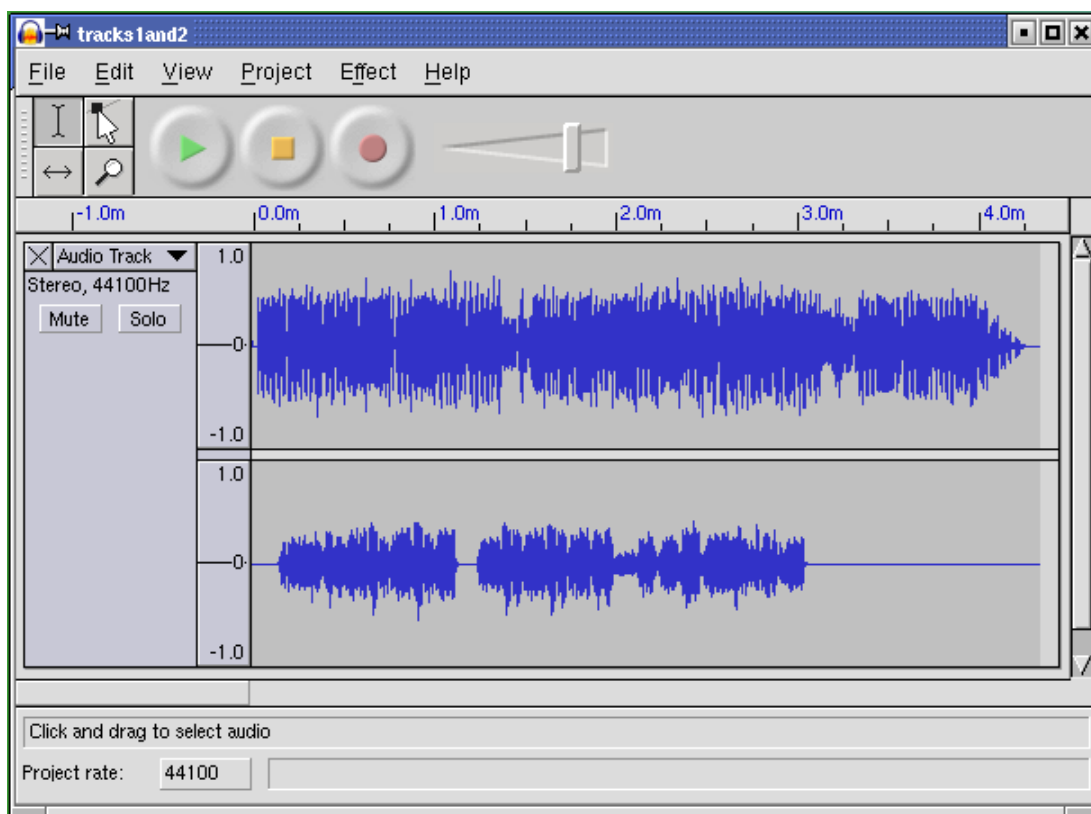 tracks1and2
File Edit View Project Effect Help
-1.0m 0.0m 1.0m 2.0m 3.0m 4.0m
Audio Track 1.0
Stereo, 44100Hz
Mute Solo
0
-1.0
1.0
0
-1.0
Click and drag to select audio
Project rate: 44100